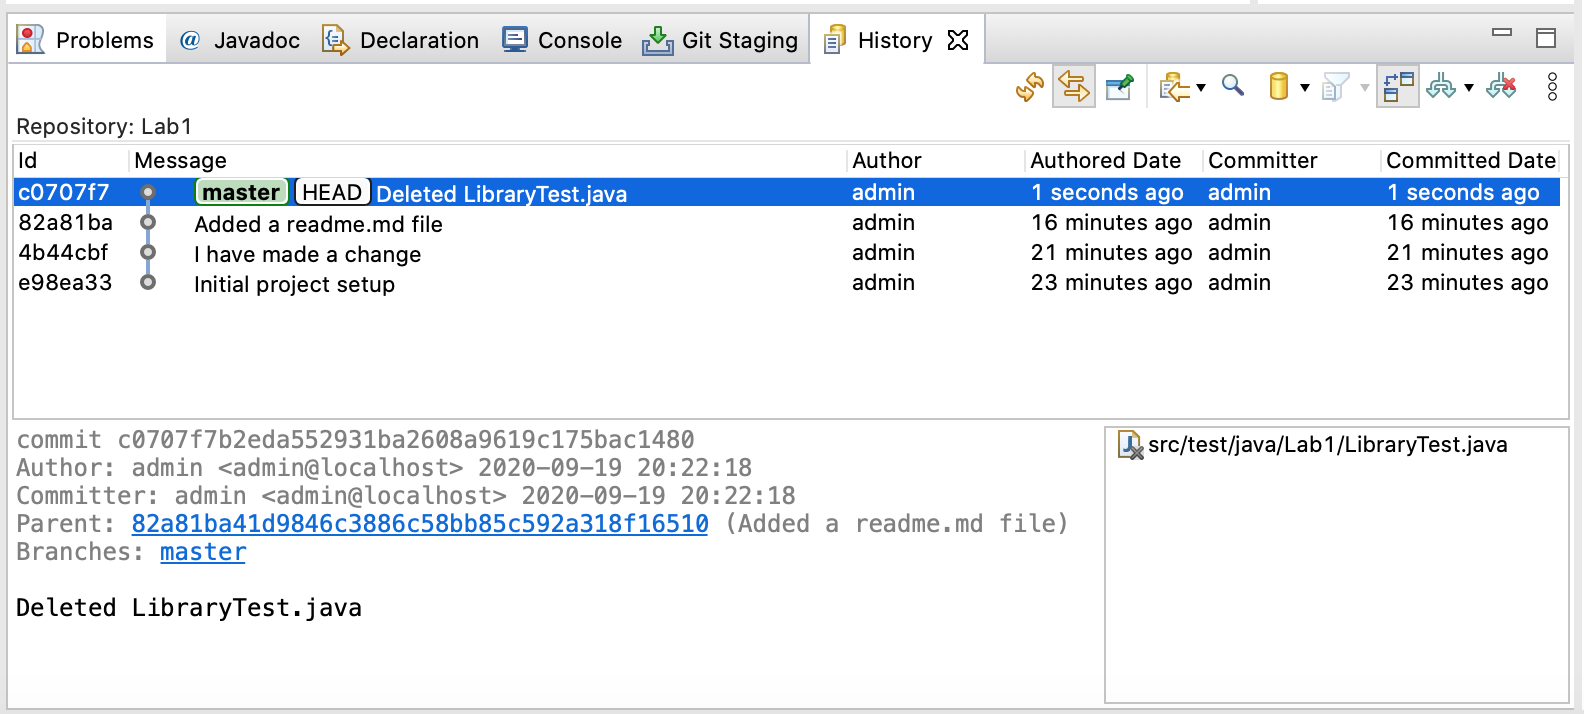 Problems @ Javadoc Declaration Console Git Staging History
Repository: Lab1
Id Message Author Authored Date Committer Committed Date
c0707f7 master HEAD Deleted LibraryTest.java admin 1 seconds ago admin 1 seconds ago
82a81ba Added a readme.md file admin 16 minutes ago admin 16 minutes ago
4b44cbf I have made a change admin 21 minutes ago admin 21 minutes ago
e98ea33 Initial project setup admin 23 minutes ago admin 23 minutes ago
commit c0707f7b2eda552931ba2608a9619c175bac1480
Author: admin <admin@localhost> 2020-09-19 20:22:18
Committer: admin <admin@localhost> 2020-09-19 20:22:18
Parent: 82a81ba41d9846c3886c58bb85c592a318f16510 (Added a readme.md file)
Branches: master
Deleted LibraryTest.java
src/test/java/Lab1/LibraryTest.java